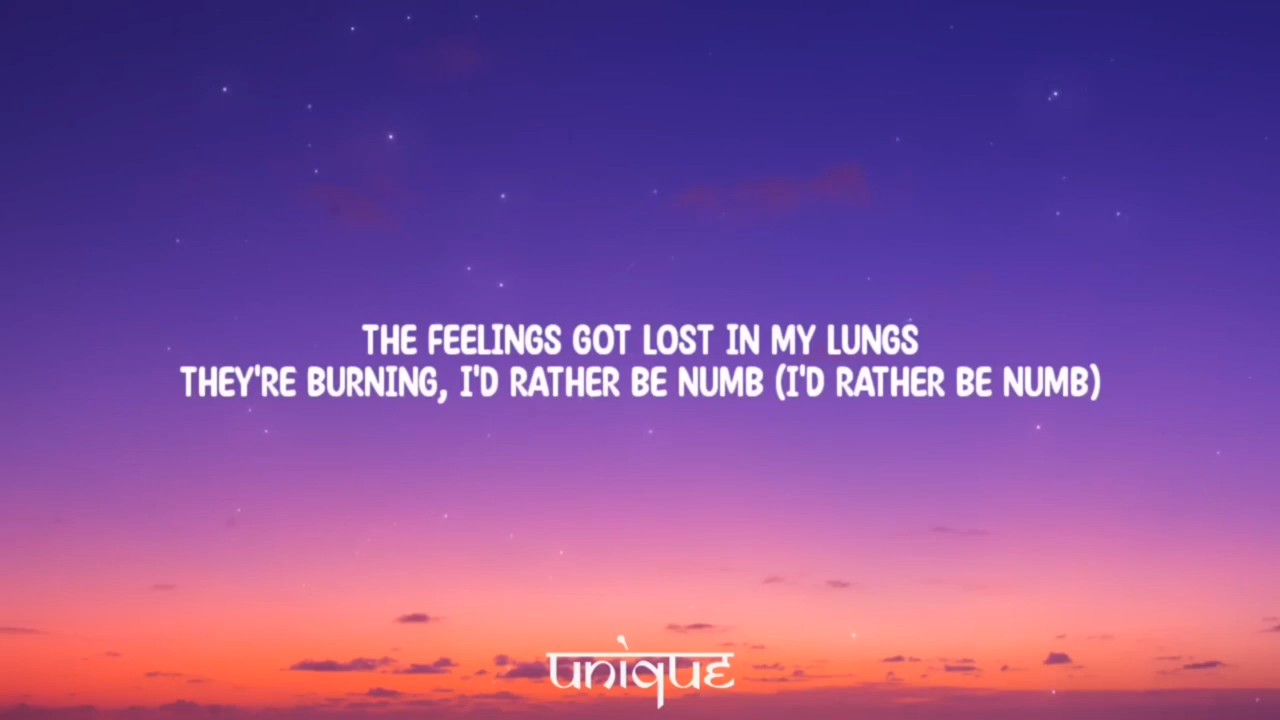 THE FEELINGS GOT LOST IN MY LUNGS
THEY'RE BURNING, I'D RATHER BE NUMB (I'D RATHER BE NUMB)
unique